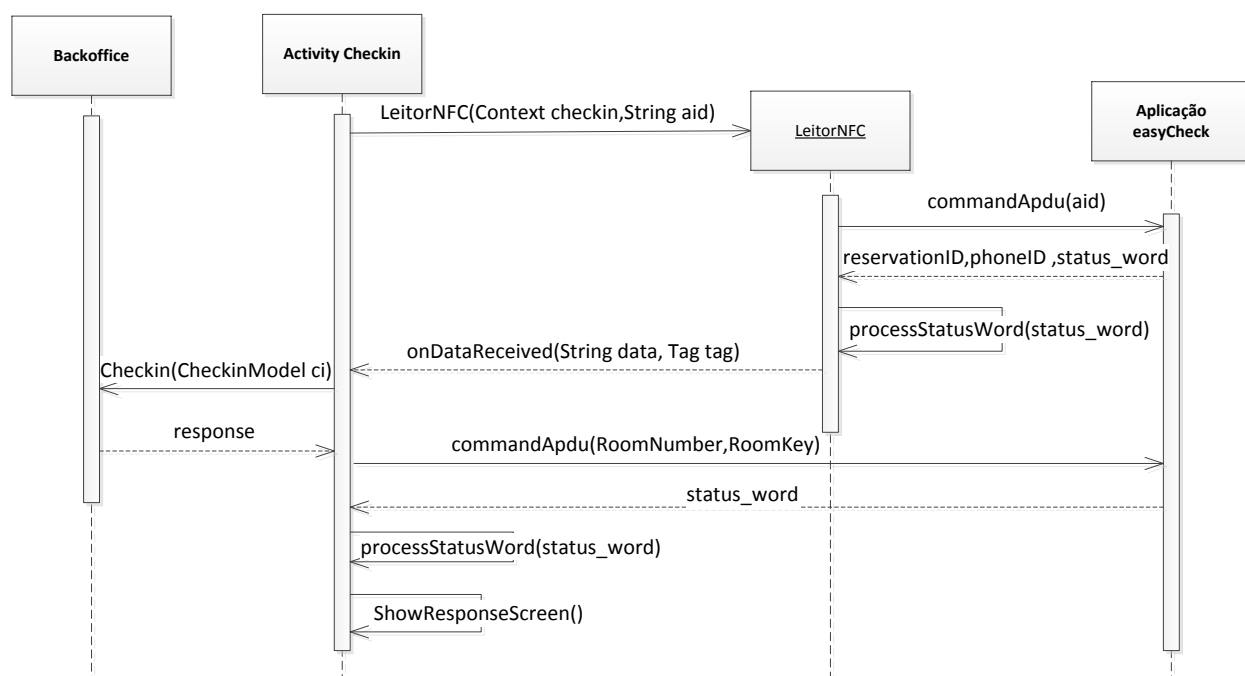 Backoffice
Activity Checkin
LeitorNFC(Context checkin,String aid)
LeitorNFC
Aplicação
easyCheck
commandApdu(aid)
reservationID,phoneID ,status_word
processStatusWord(status_word)
onDataReceived(String data, Tag tag)
Checkin(CheckinModel ci)
response
commandApdu(RoomNumber,RoomKey)
status_word
processStatusWord(status_word)
ShowResponseScreen()